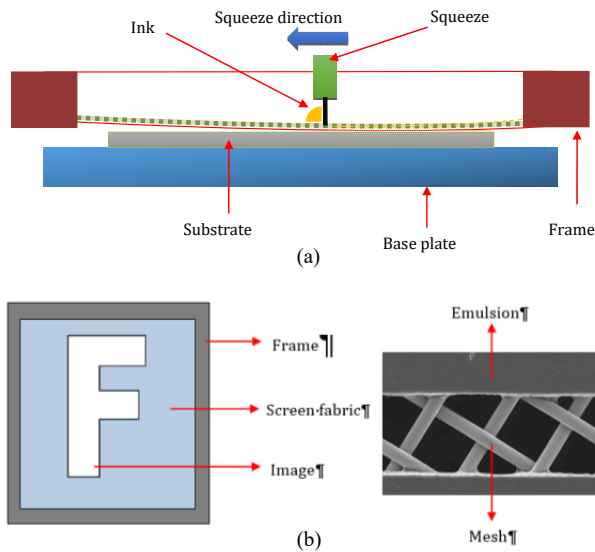 Squeeze direction
Ink
Squeeze
Substrate
Base plate
Frame
(a)
Frame¶
Screen·fabric¶
Image¶
Emulsion¶
Mesh¶
(b)